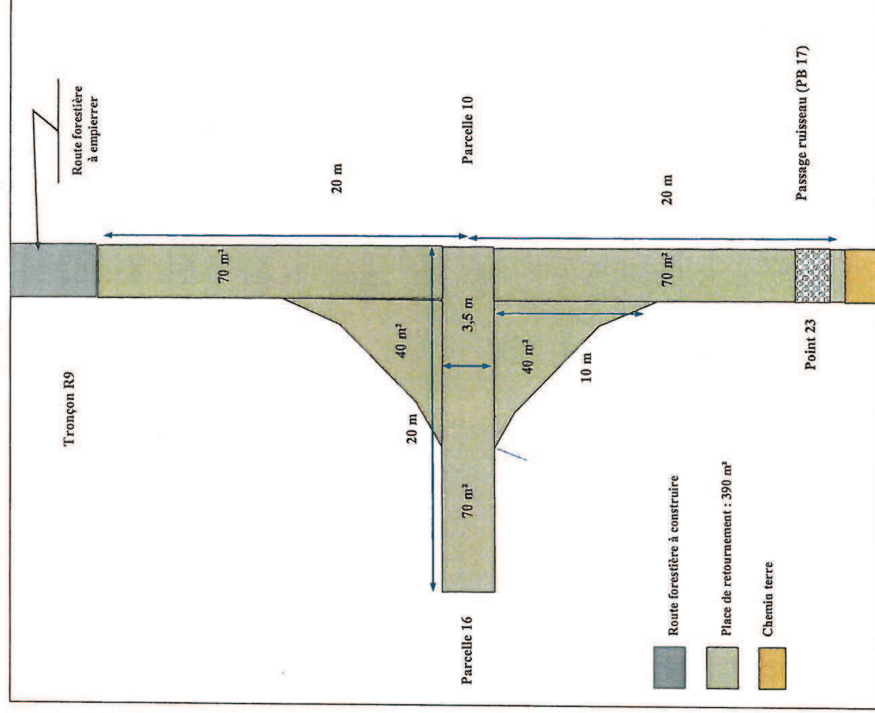 Route forestière
à empierrer
Tronçon R9
20 m
70 m²
Parcelle 10
40 m²
20 m
3,5 m
70 m²
Parcelle 16
40 m²
10 m
70 m²
20 m
Passage ruisseau (PB 17)
Point 23
Route forestière à construire
Place de retournement : 390 m²
Chemin terre